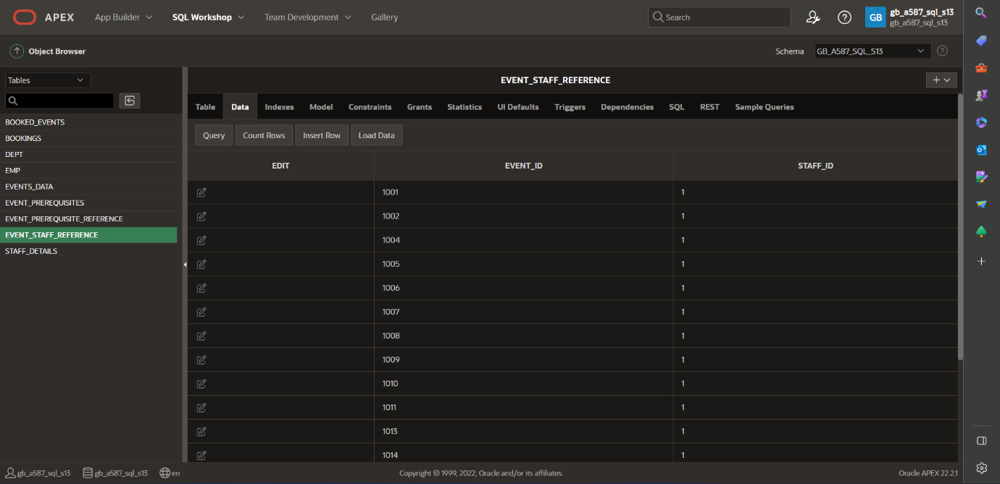 APEX App Builder SQL Workshop Team Development Gallery Search GB gb_a587_sql_s13
gb_a587_sql_s13
Object Browser Schema GB_A587_SQL_S13
Tables
EVENT_STAFF_REFERENCE
Table Data Indexes Model Constraints Grants Statistics UI Defaults Triggers Dependencies SQL REST Sample Queries
Query Count Rows Insert Row Load Data
BOOKED_EVENTS
BOOKINGS
DEPT
EMP
EVENTS_DATA
EVENT_PREREQUISITES
EVENT_PREREQUISITE_REFERENCE
EVENT_STAFF_REFERENCE
STAFF_DETAILS
EDIT EVENT_ID STAFF_ID
1001 1
1002 1
1004 1
1005 1
1006 1
1007 1
1008 1
1009 1
1010 1
1011 1
1013 1
1014 1
gb_a587_sql_s13 gb_a587_sql_s13 en Copyright © 1999, 2022, Oracle and/or its affiliates. Oracle APEX 22.2.1